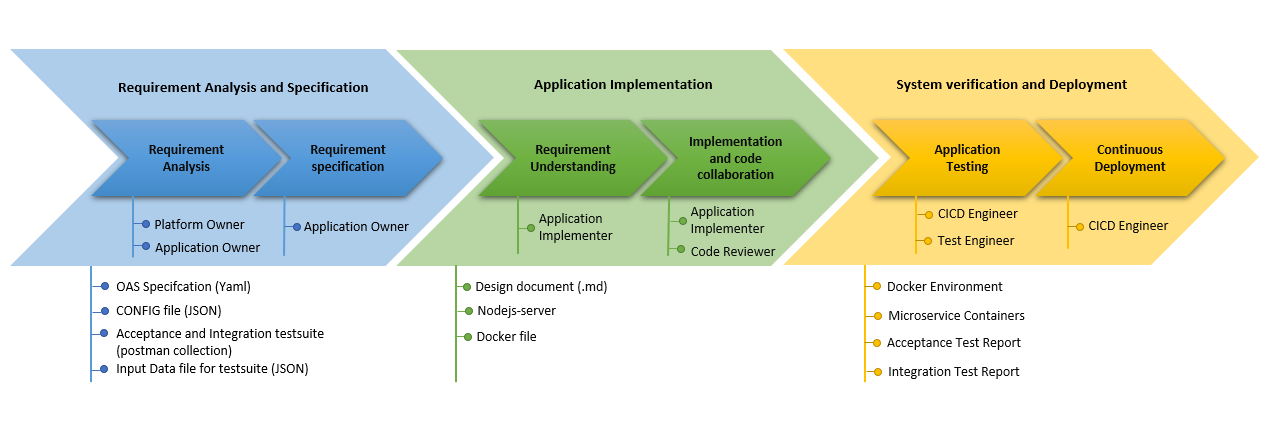 Requirement Analysis and Specification
Requirement
Analysis
Requirement
specification
Platform Owner
Application Owner
Application Owner
OAS Specifcation (Yaml)
CONFIG file (JSON)
Acceptance and Integration testsuite
(postman collection)
Input Data file for testsuite (JSON)
Application Implementation
Requirement
Understanding
Implementation
and code
collaboration
Application
Implementer
Application
Implementer
Code Reviewer
Design document (.md)
Nodejs-server
Docker file
System verification and Deployment
Application
Testing
Continuous
Deployment
CICD Engineer
Test Engineer
CICD Engineer
Docker Environment
Microservice Containers
Acceptance Test Report
Integration Test Report